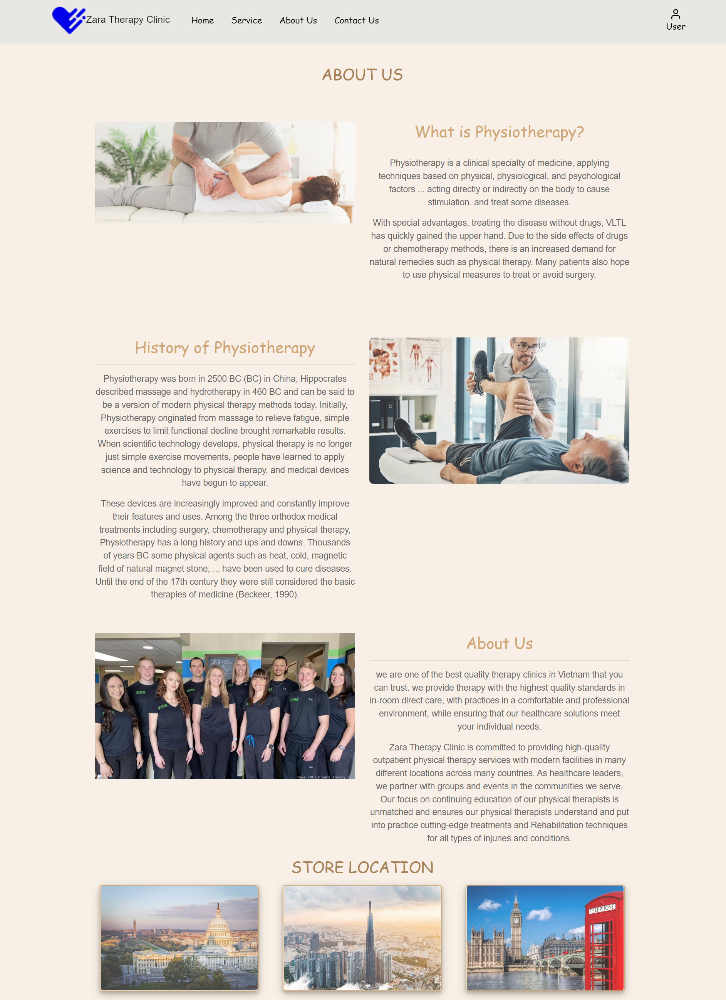 Zara Therapy Clinic
Home
Service
About Us
Contact Us
User
ABOUT US
What is Physiotherapy?
Physiotherapy is a clinical specialty of medicine, applying
techniques based on physical, physiological, and psychological
factors ... acting directly or indirectly on the body to cause
stimulation. and treat some diseases.
With special advantages, treating the disease without drugs, VLTL
has quickly gained the upper hand. Due to the side effects of drugs
or chemotherapy methods, there is an increased demand for
natural remedies such as physical therapy. Many patients also hope
to use physical measures to treat or avoid surgery.
History of Physiotherapy
Physiotherapy was born in 2500 BC (BC) in China, Hippocrates
described massage and hydrotherapy in 460 BC and can be said to
be a version of modern physical therapy methods today. Initially,
Physiotherapy originated from massage to relieve fatigue, simple
exercises to limit functional decline brought remarkable results.
When scientific technology develops, physical therapy is no longer
just simple exercise movements, people have learned to apply
science and technology to physical therapy, and medical devices
have begun to appear.
These devices are increasingly improved and constantly improve
their features and uses. Among the three orthodox medical
treatments including surgery, chemotherapy and physical therapy,
Physiotherapy has a long history and ups and downs. Thousands
of years BC some physical agents such as heat, cold, magnetic
field of natural magnet stone, ... have been used to cure diseases.
Until the end of the 17th century they were still considered the basic
therapies of medicine (Beckeer, 1990).
THE MUSCULAR SYSTEM
Image: TRUE Physical Therapy
About Us
we are one of the best quality therapy clinics in Vietnam that you
can trust. we provide therapy with the highest quality standards in
in-room direct care, with practices in a comfortable and professional
environment, while ensuring that our healthcare solutions meet
your individual needs.
Zara Therapy Clinic is committed to providing high-quality
outpatient physical therapy services with modern facilities in many
different locations across many countries. As healthcare leaders,
we partner with groups and events in the communities we serve.
Our focus on continuing education of our physical therapists is
unmatched and ensures our physical therapists understand and put
into practice cutting-edge treatments and Rehabilitation techniques
for all types of injuries and conditions.
STORE LOCATION
TELEPHONE